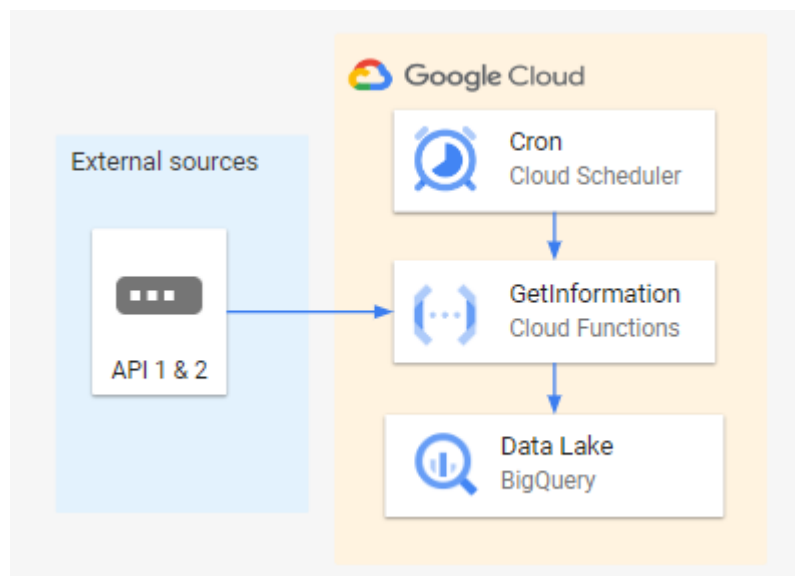 Google Cloud
External sources
API 1 & 2
Cron
Cloud Scheduler
GetInformation
Cloud Functions
Data Lake
BigQuery